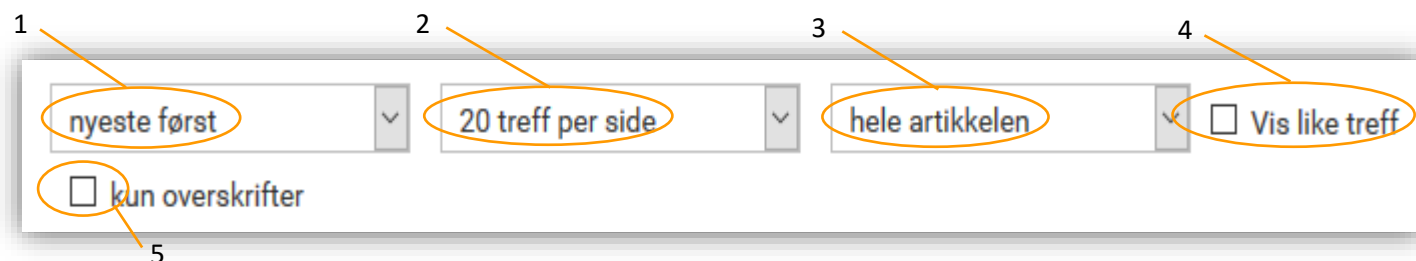 1 2 3 4
nyeste først 20 treff per side hele artikkelen Vis like treff
kun overskrifter
5